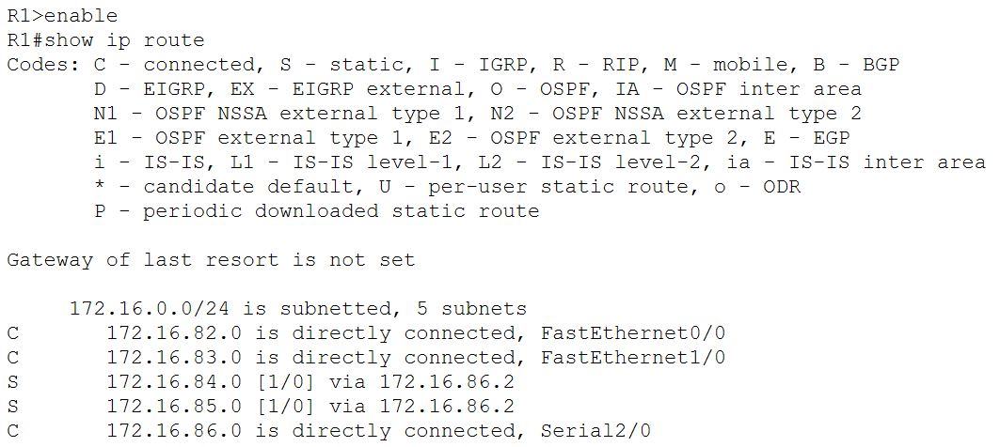 R1>enable
R1#show ip route
Codes: C - connected, S - static, I - IGRP, R - RIP, M - mobile, B - BGP
       D - EIGRP, EX - EIGRP external, O - OSPF, IA - OSPF inter area
       N1 - OSPF NSSA external type 1, N2 - OSPF NSSA external type 2
       E1 - OSPF external type 1, E2 - OSPF external type 2, E - EGP
       i - IS-IS, L1 - IS-IS level-1, L2 - IS-IS level-2, ia - IS-IS inter area
       * - candidate default, U - per-user static route, o - ODR
       P - periodic downloaded static route

Gateway of last resort is not set

     172.16.0.0/24 is subnetted, 5 subnets
C       172.16.82.0 is directly connected, FastEthernet0/0
C       172.16.83.0 is directly connected, FastEthernet1/0
S       172.16.84.0 [1/0] via 172.16.86.2
S       172.16.85.0 [1/0] via 172.16.86.2
C       172.16.86.0 is directly connected, Serial2/0